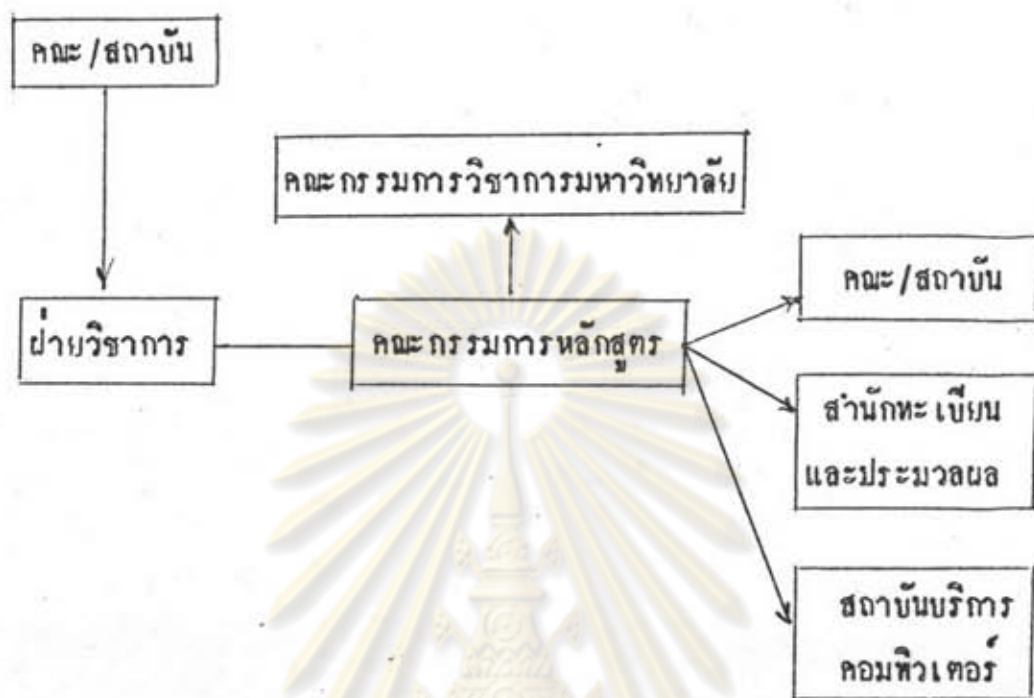 คณะ/สถาบัน
คณะกรรมการวิชาการมหาวิทยาลัย
คณะ/สถาบัน
ฝ่ายวิชาการ
คณะกรรมการหลักสูตร
สำนักทะเบียน
และประมวลผล
สถาบันบริการ
คอมพิวเตอร์